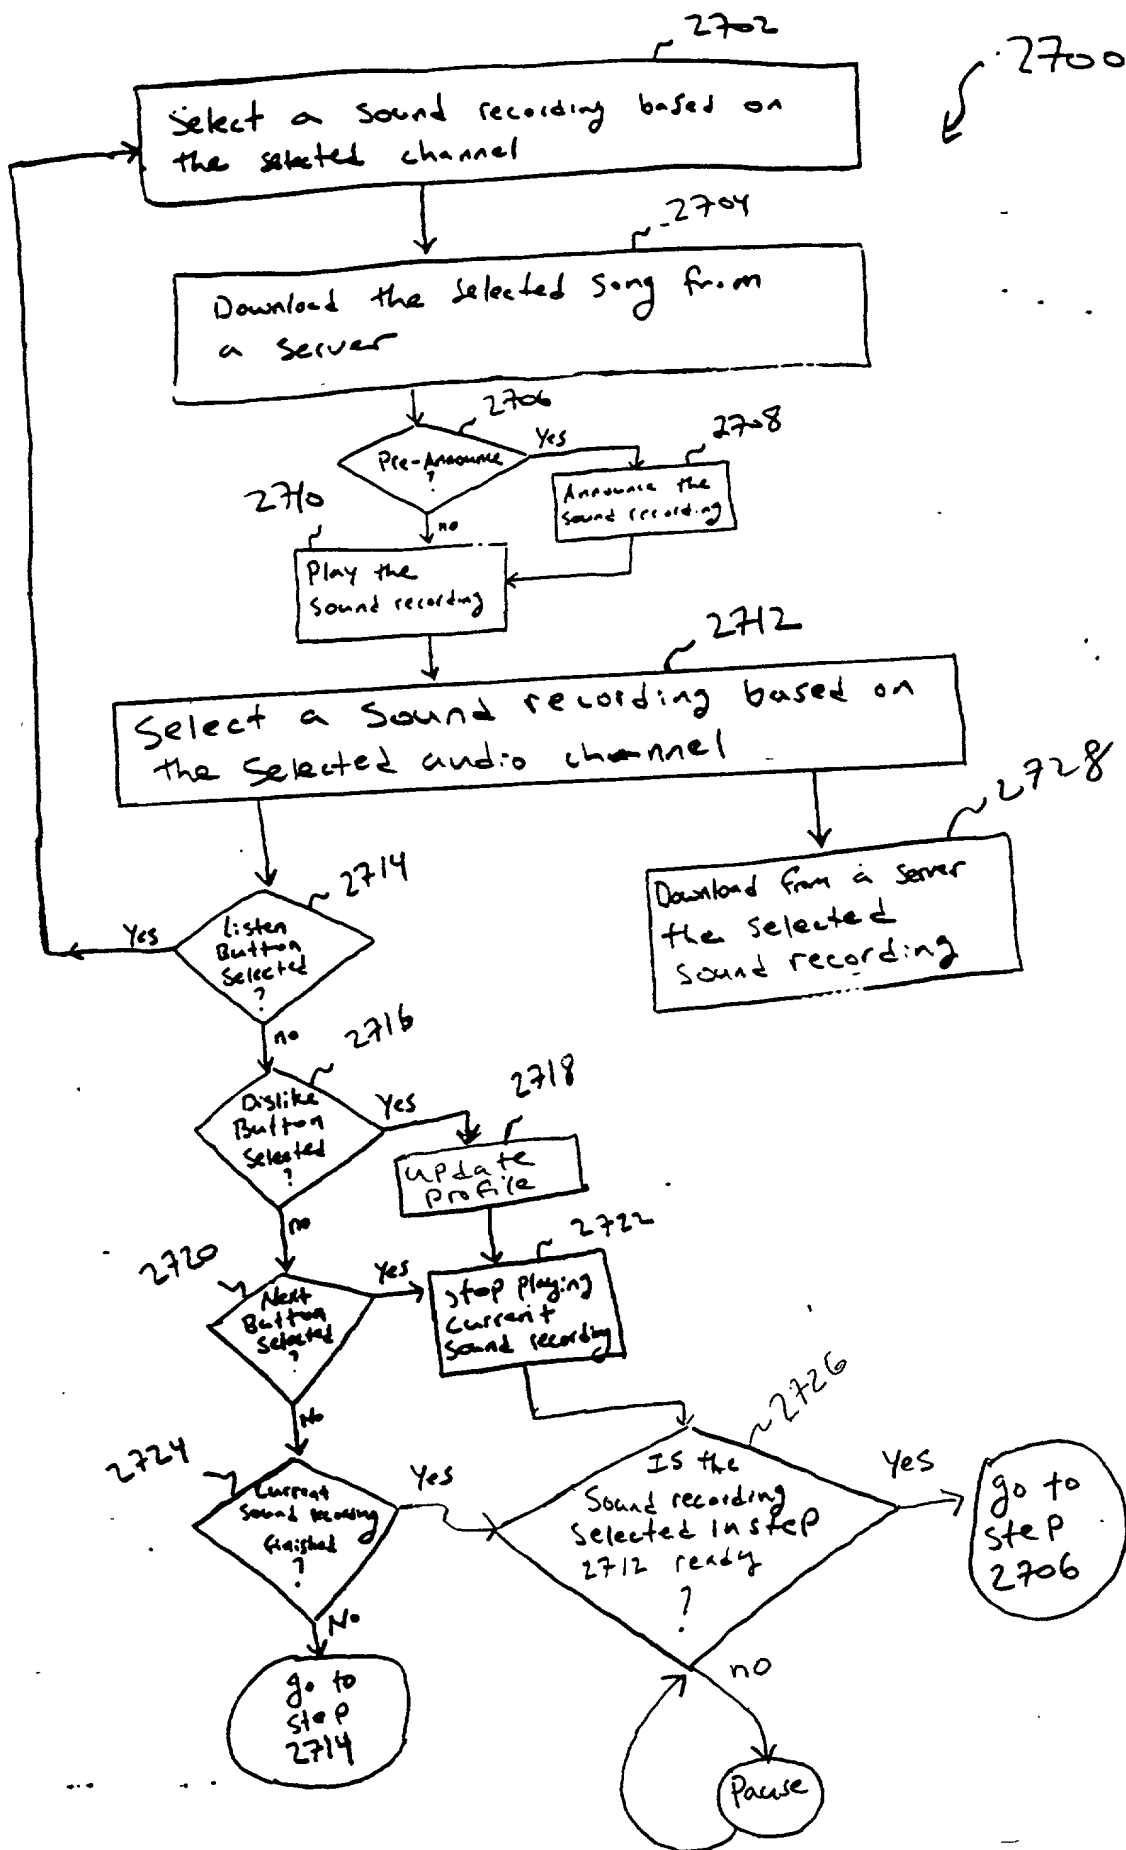 2702
2700
Select a sound recording based on
the selected channel
2704
Download the selected song from
a server
2706
Pre-Announce
?
Yes
2708
Announce the
sound recording
no
2710
Play the
sound recording
2712
Select a sound recording based on
the selected audio channel
2728
Download from a server
the selected
sound recording
2714
Listen
Button
Selected
?
Yes
no
2716
Dislike
Button
Selected
?
Yes
2718
update
profile
no
2720
Next
Button
Selected
?
Yes
2722
stop playing
current
sound recording
No
2724
Current
sound recording
finished
?
Yes
2726
Is the
Sound recording
selected in step
2712 ready
?
Yes
go to
step
2706
No
go to
step
2714
no
Pause